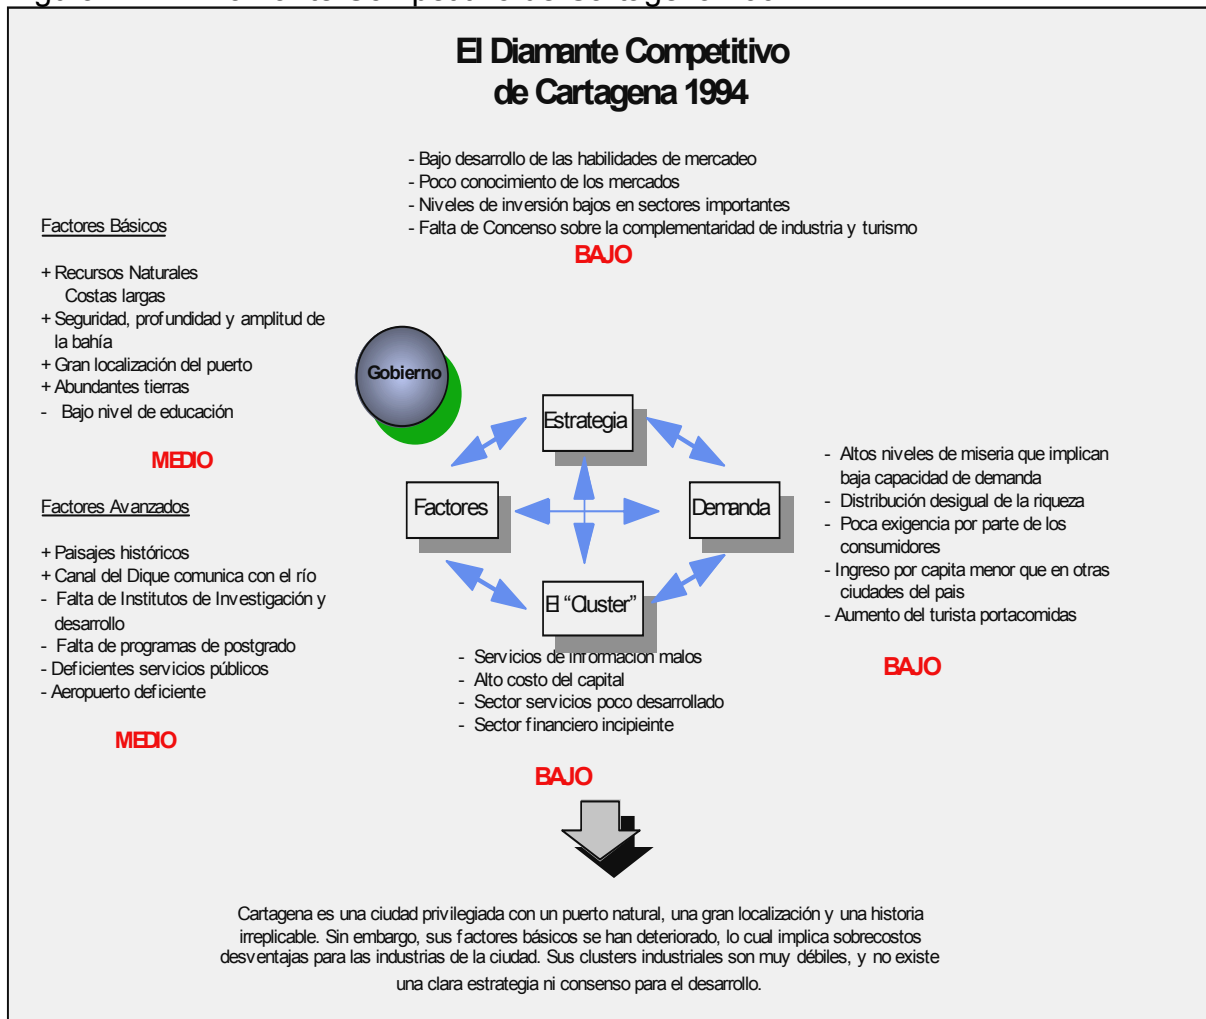 El Diamante Competitivo
de Cartagena 1994
- Bajo desarrollo de las habilidades de mercadeo
- Poco conocimiento de los mercados
- Niveles de inversión bajos en sectores importantes
- Falta de Concenso sobre la complementaridad de industria y turismo
BAJO
Factores Básicos
+ Recursos Naturales
Costas largas
+ Seguridad, profundidad y amplitud de
la bahía
+ Gran localización del puerto
+ Abundantes tierras
- Bajo nivel de educación
MEDIO
Factores Avanzados
+ Paisajes históricos
+ Canal del Dique comunica con el río
- Falta de Institutos de Investigación y
desarrollo
- Falta de programas de postgrado
- Deficientes servicios públicos
- Aeropuerto deficiente
MEDIO
Gobierno
Estrategia
Factores
Demanda
El “Cluster”
- Altos niveles de miseria que implican
baja capacidad de demanda
- Distribución desigual de la riqueza
- Poca exigencia por parte de los
consumidores
- Ingreso por capita menor que en otras
ciudades del pais
- Aumento del turista portacomidas
BAJO
- Servicios de información malos
- Alto costo del capital
- Sector servicios poco desarrollado
- Sector financiero incipieinte
BAJO
Cartagena es una ciudad privilegiada con un puerto natural, una gran localización y una historia
irreplicable. Sin embargo, sus factores básicos se han deteriorado, lo cual implica sobrecostos
desventajas para las industrias de la ciudad. Sus clusters industriales son muy débiles, y no existe
una clara estrategia ni consenso para el desarrollo.